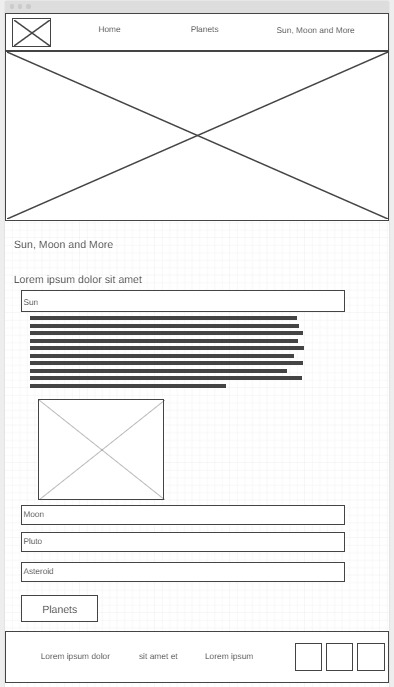 Home Planets Sun, Moon and More
Sun, Moon and More
Lorem ipsum dolor sit amet
Sun
Moon
Pluto
Asteroid
Planets
Lorem ipsum dolor sit amet et Lorem ipsum